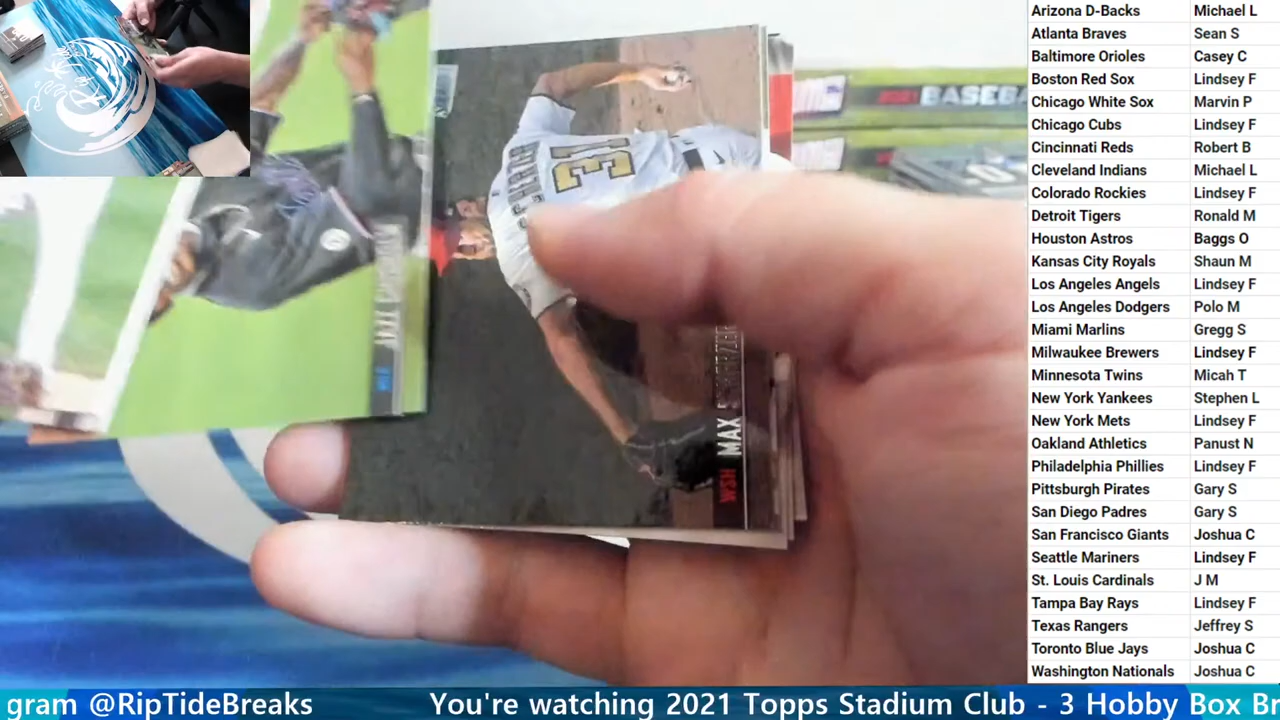 Arizona D-Backs Michael L
Atlanta Braves Sean S
Baltimore Orioles Casey C
Boston Red Sox Lindsey F
Chicago White Sox Marvin P
Chicago Cubs Lindsey F
Cincinnati Reds Robert B
Cleveland Indians Michael L
Colorado Rockies Lindsey F
Detroit Tigers Ronald M
Houston Astros Baggs O
Kansas City Royals Shaun M
Los Angeles Angels Lindsey F
Los Angeles Dodgers Polo M
Miami Marlins Gregg S
Milwaukee Brewers Lindsey F
Minnesota Twins Micah T
New York Yankees Stephen L
New York Mets Lindsey F
Oakland Athletics Panust N
Philadelphia Phillies Lindsey F
Pittsburgh Pirates Gary S
San Diego Padres Gary S
San Francisco Giants Joshua C
Seattle Mariners Lindsey F
St. Louis Cardinals J M
Tampa Bay Rays Lindsey F
Texas Rangers Jeffrey S
Toronto Blue Jays Joshua C
Washington Nationals Joshua C
2021 BASEBA
31
WSH MAX
gram @RipTideBreaks You're watching 2021 Topps Stadium Club - 3 Hobby Box Br